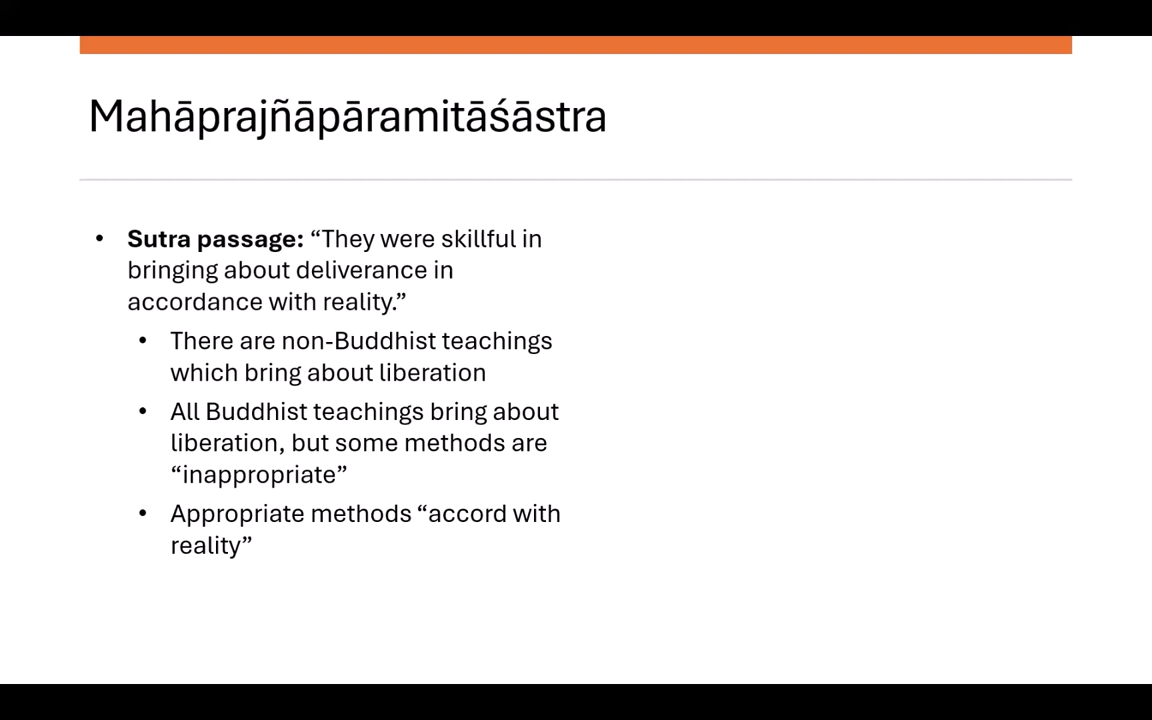 Mahāprajñāpāramitāśāstra
• Sutra passage: “They were skillful in
bringing about deliverance in
accordance with reality.”
• There are non-Buddhist teachings
which bring about liberation
• All Buddhist teachings bring about
liberation, but some methods are
“inappropriate”
• Appropriate methods “accord with
reality”